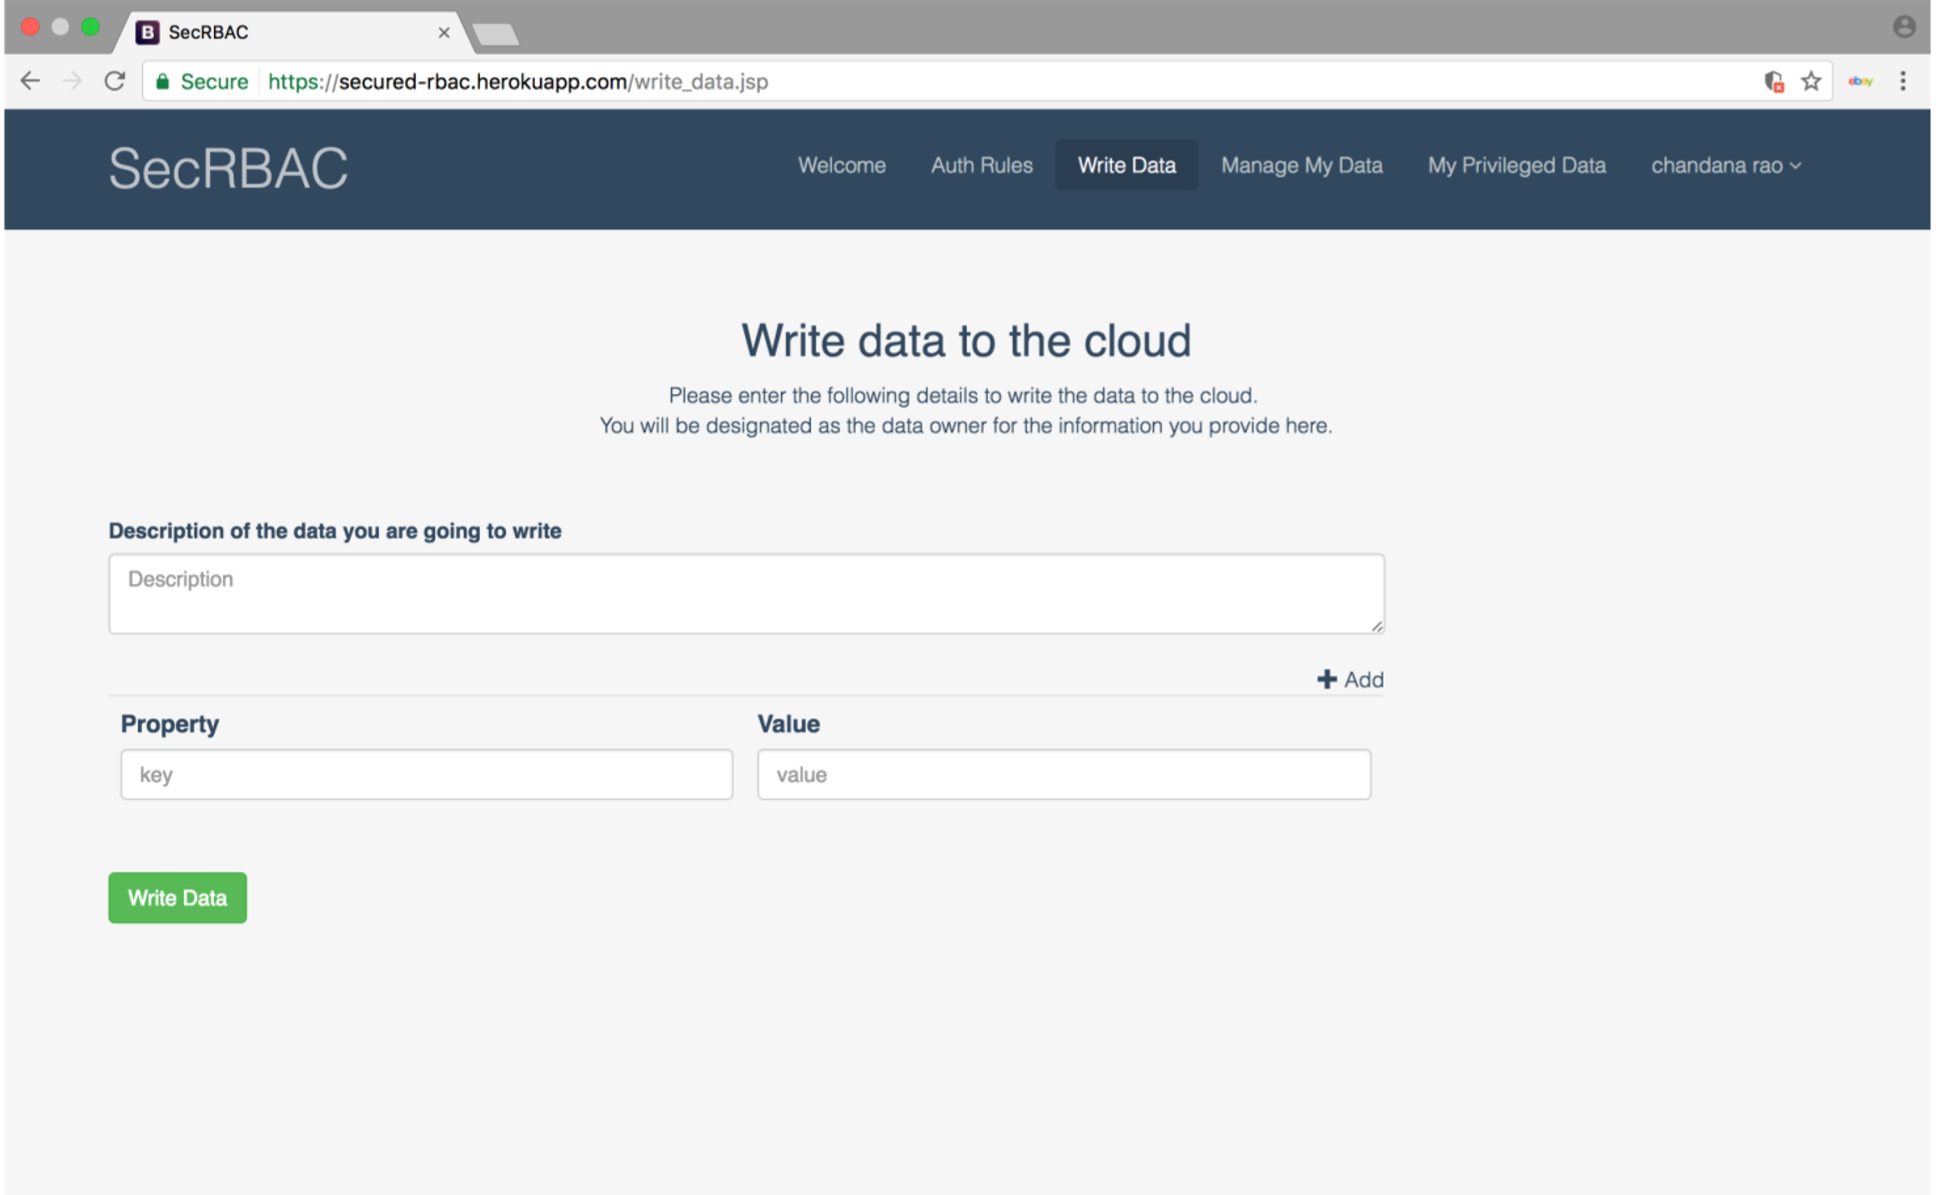 SecRBAC
Secure https://secured-rbac.herokuapp.com/write_data.jsp
ebay
SecRBAC
Welcome Auth Rules Write Data Manage My Data My Privileged Data chandana rao
Write data to the cloud
Please enter the following details to write the data to the cloud.
You will be designated as the data owner for the information you provide here.
Description of the data you are going to write
Description
Add
Property Value
key value
Write Data